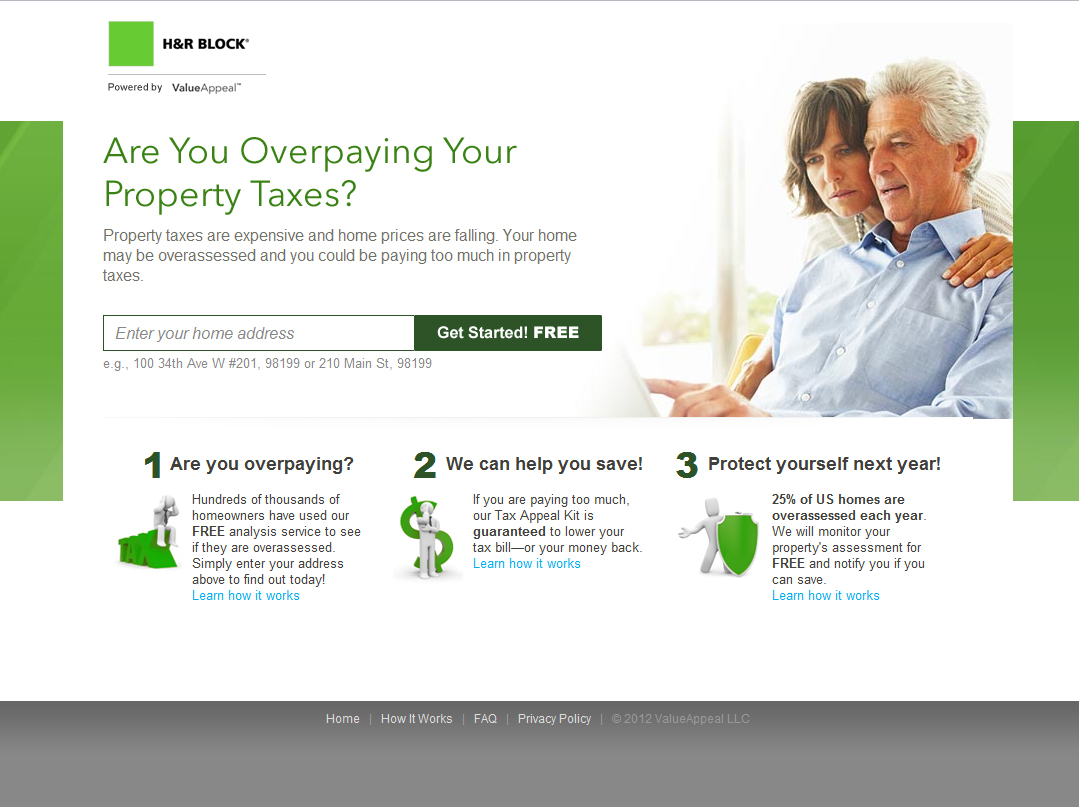 H&R BLOCK®
Powered by ValueAppeal™
Are You Overpaying Your
Property Taxes?
Property taxes are expensive and home prices are falling. Your home
may be overassessed and you could be paying too much in property
taxes.
Enter your home address
Get Started! FREE
e.g., 100 34th Ave W #201, 98199 or 210 Main St, 98199
1 Are you overpaying?
Hundreds of thousands of
homeowners have used our
FREE analysis service to see
if they are overassessed.
Simply enter your address
above to find out today!
Learn how it works
TAX
2 We can help you save!
If you are paying too much,
our Tax Appeal Kit is
guaranteed to lower your
tax bill—or your money back.
Learn how it works
3 Protect yourself next year!
25% of US homes are
overassessed each year.
We will monitor your
property's assessment for
FREE and notify you if you
can save.
Learn how it works
Home | How It Works | FAQ | Privacy Policy | © 2012 ValueAppeal LLC